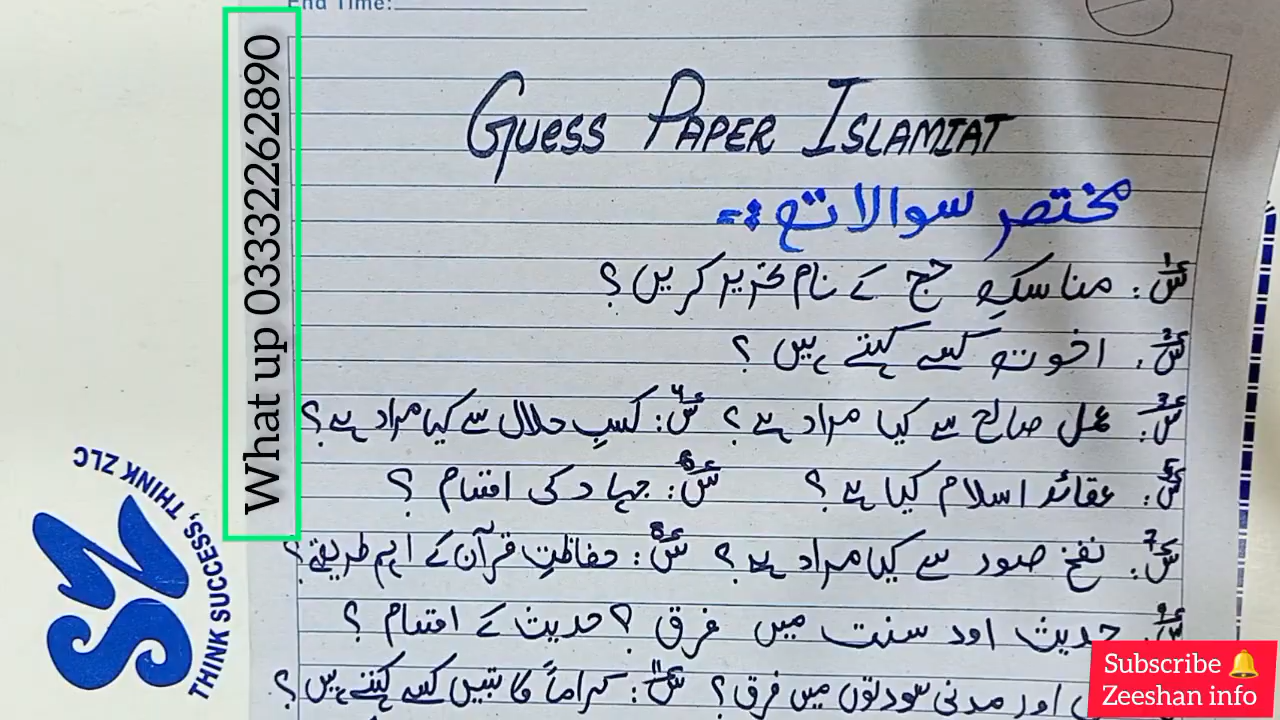 End Time:
GUESS PAPER ISLAMIAT
مختصر سوالات :-
س1: مناسکِ حج کے نام تحریر کریں؟
س2: اخوت کسے کہتے ہیں؟
س3: عمل صالح سے کیا مراد ہے؟ س4: کسبِ حلال سے کیا مراد ہے؟
س5: عقائد اسلام کیا ہے؟ س6: جہاد کی اقسام؟
س7: نفخ صور سے کیا مراد ہے؟ س8: حفاظتِ قرآن کے اہم طریقے؟
س9: حدیث اور سنت میں فرق؟ حدیث کے اقسام؟
اور مدنی سورتوں میں فرق؟ س11: کراماً کاتبین کسے کہتے ہیں؟
What up 03332262890
THINK SUCCESS, THINK ZLC
Subscribe 🔔
Zeeshan info